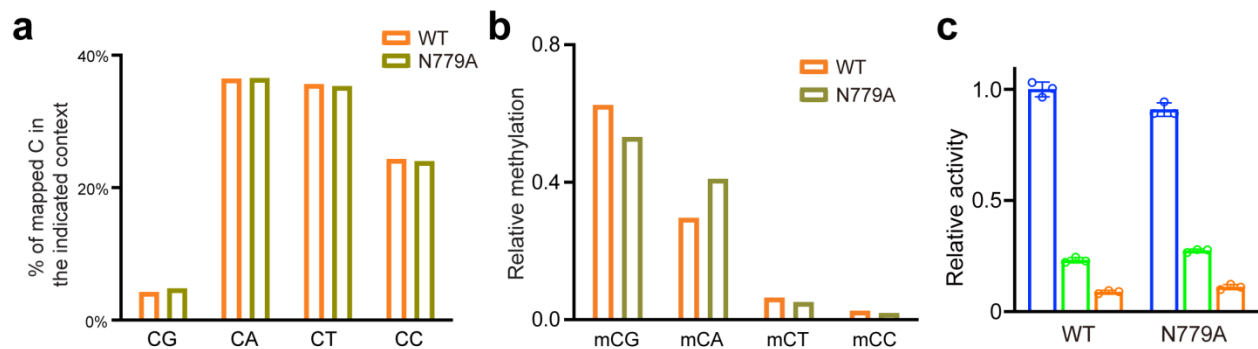 a
% of mapped C in
the indicated context
40%
20%
0%
WT
N779A
CG CA CT CC
b
Relative methylation
0.8
0.4
0.0
WT
N779A
mCG mCA mCT mCC
c
Relative activity
1.0
0.5
0
WT N779A